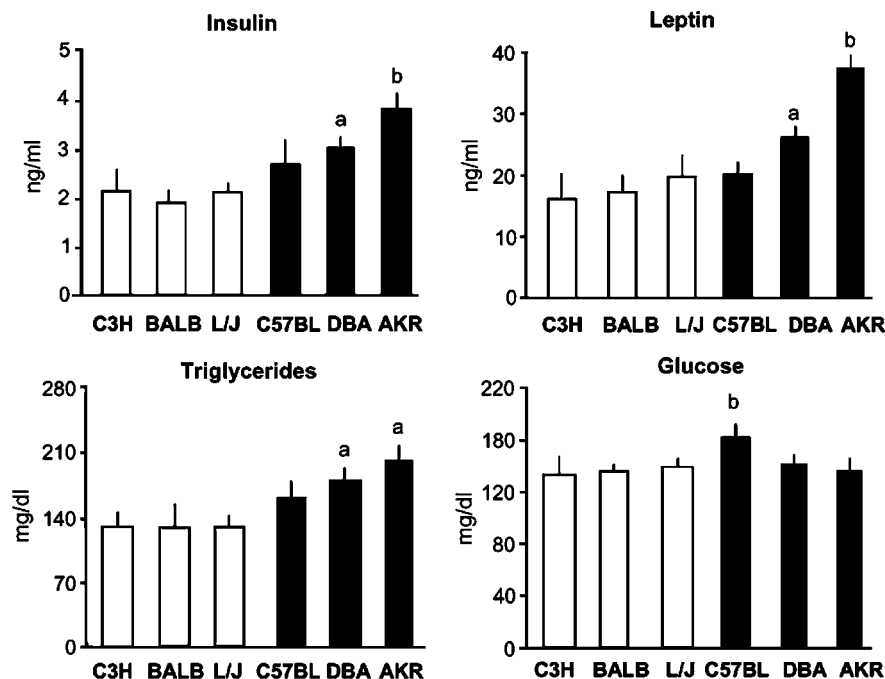 Insulin
5
4
3
2
1
0
ng/ml
a
b
C3H BALB L/J C57BL DBA AKR
Leptin
40
30
20
10
0
ng/ml
a
b
C3H BALB L/J C57BL DBA AKR
Triglycerides
280
210
140
70
0
mg/dl
a
a
C3H BALB L/J C57BL DBA AKR
Glucose
220
180
120
80
40
0
mg/dl
b
C3H BALB L/J C57BL DBA AKR